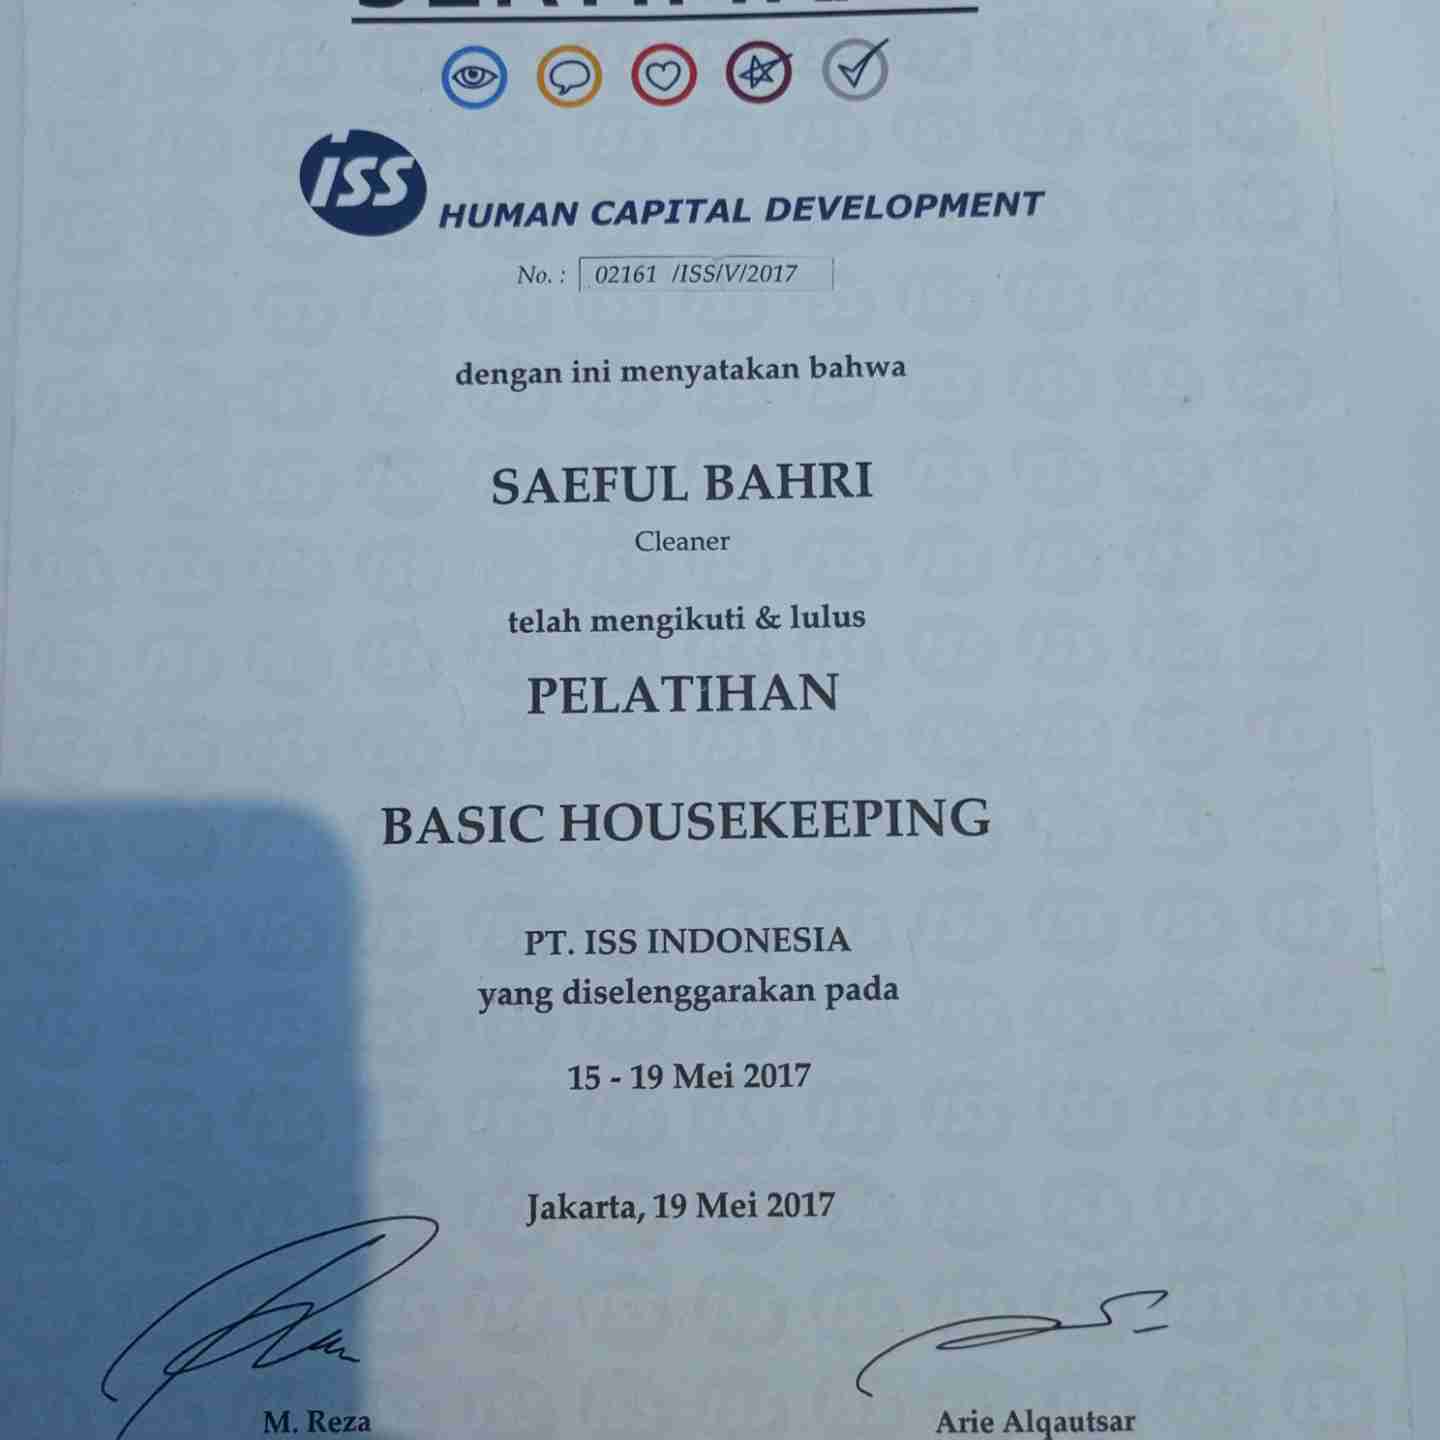 iSS HUMAN CAPITAL DEVELOPMENT
No. : 02161 /ISS/V/2017
dengan ini menyatakan bahwa
SAEFUL BAHRI
Cleaner
telah mengikuti & lulus
PELATIHAN
BASIC HOUSEKEEPING
PT. ISS INDONESIA
yang diselenggarakan pada
15 - 19 Mei 2017
Jakarta, 19 Mei 2017
M. Reza
Arie Alqautsar